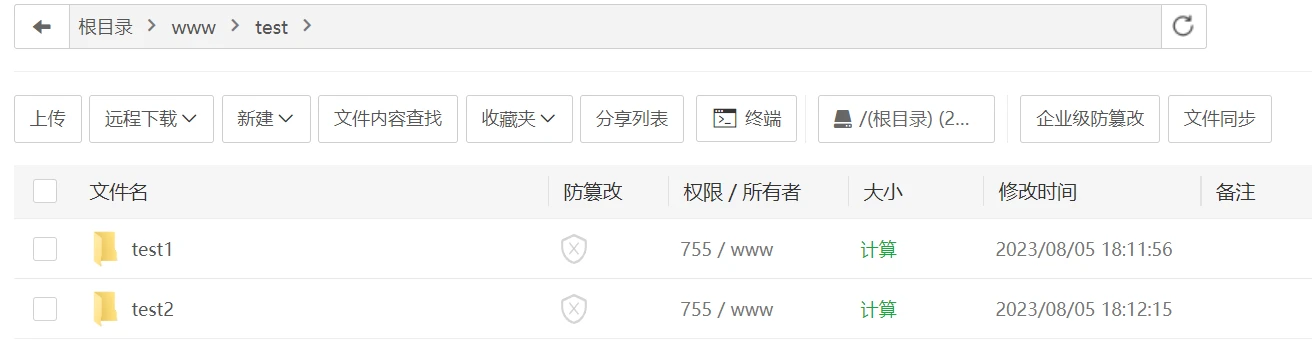 根目录 > www > test >
上传 远程下载 新建 文件内容查找 收藏夹 分享列表 终端 /(根目录) (2... 企业级防篡改 文件同步
文件名 防篡改 权限 / 所有者 大小 修改时间 备注
test1 755 / www 计算 2023/08/05 18:11:56
test2 755 / www 计算 2023/08/05 18:12:15